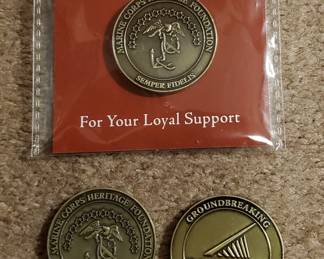 MARINE CORPS HERITAGE FOUNDATION
SEMPER FIDELIS
For Your Loyal Support
MARINE CORPS HERITAGE FOUNDATION
GROUNDBREAKING